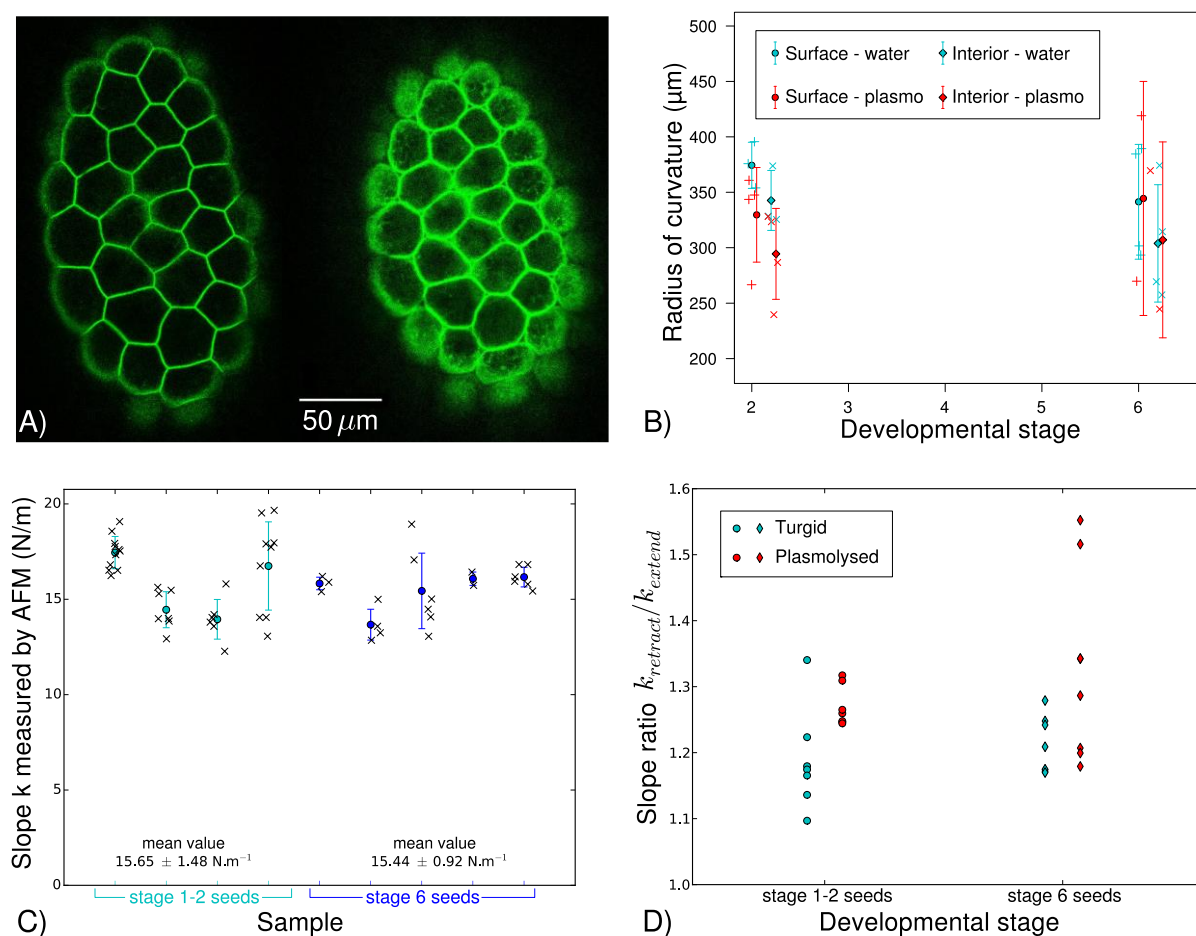 A)
50 μm
500
450
400
350
300
250
200
Radius of curvature (μm)
Surface - water
Interior - water
Surface - plasmo
Interior - plasmo
2 3 4 5 6
Developmental stage
B)
20
15
10
5
0
Slope k measured by AFM (N/m)
mean value
15.65 ± 1.48 N.m⁻¹
mean value
15.44 ± 0.92 N.m⁻¹
stage 1-2 seeds
stage 6 seeds
Sample
C)
1.6
1.5
1.4
1.3
1.2
1.1
1.0
Slope ratio k_retract/k_extend
Turgid
Plasmolysed
stage 1-2 seeds
stage 6 seeds
Developmental stage
D)